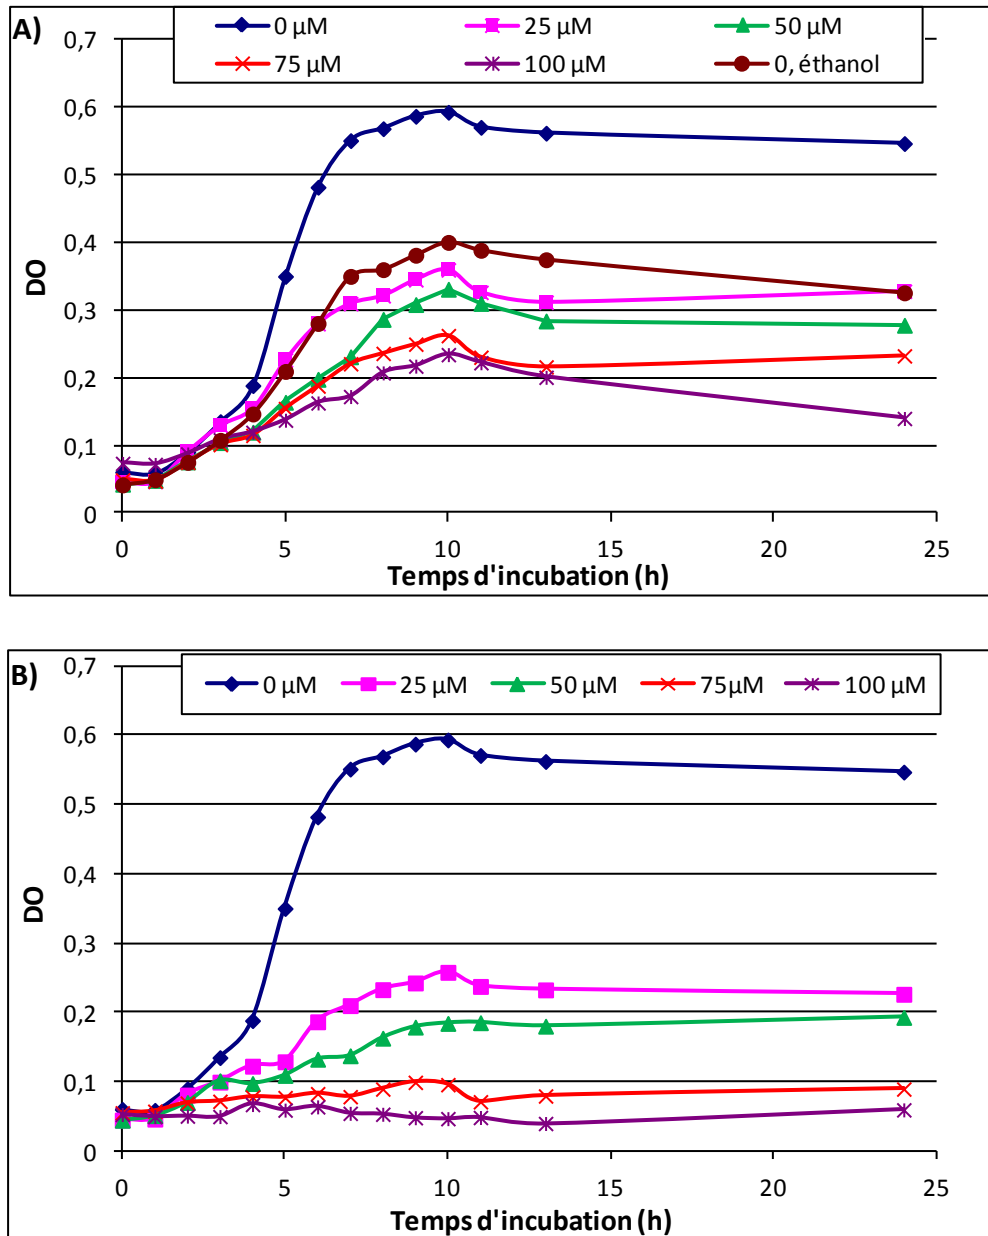 A)
0 µM 25 µM 50 µM
75 µM 100 µM 0, éthanol
0,7
0,6
0,5
0,4
0,3
0,2
0,1
0
DO
0 5 10 15 20 25
Temps d'incubation (h)
B)
0 µM 25 µM 50 µM 75µM 100 µM
0,7
0,6
0,5
0,4
0,3
0,2
0,1
0
DO
0 5 10 15 20 25
Temps d'incubation (h)